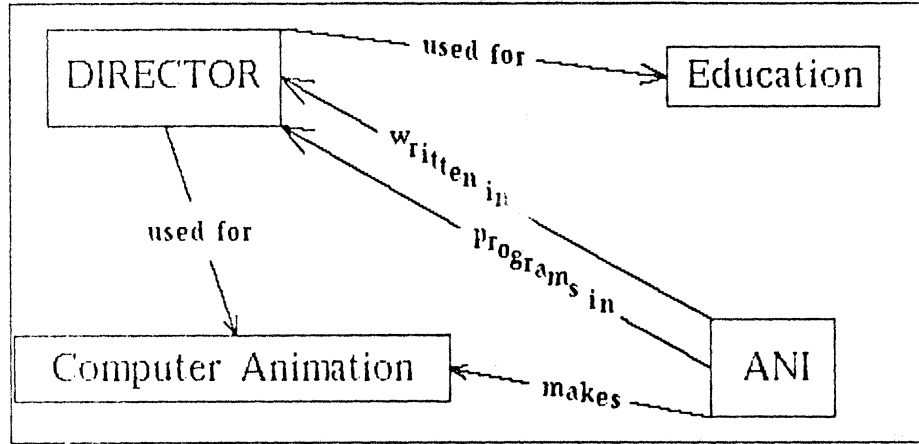 used for
DIRECTOR
Education
written in
used for
programs in
Computer Animation
ANI
makes